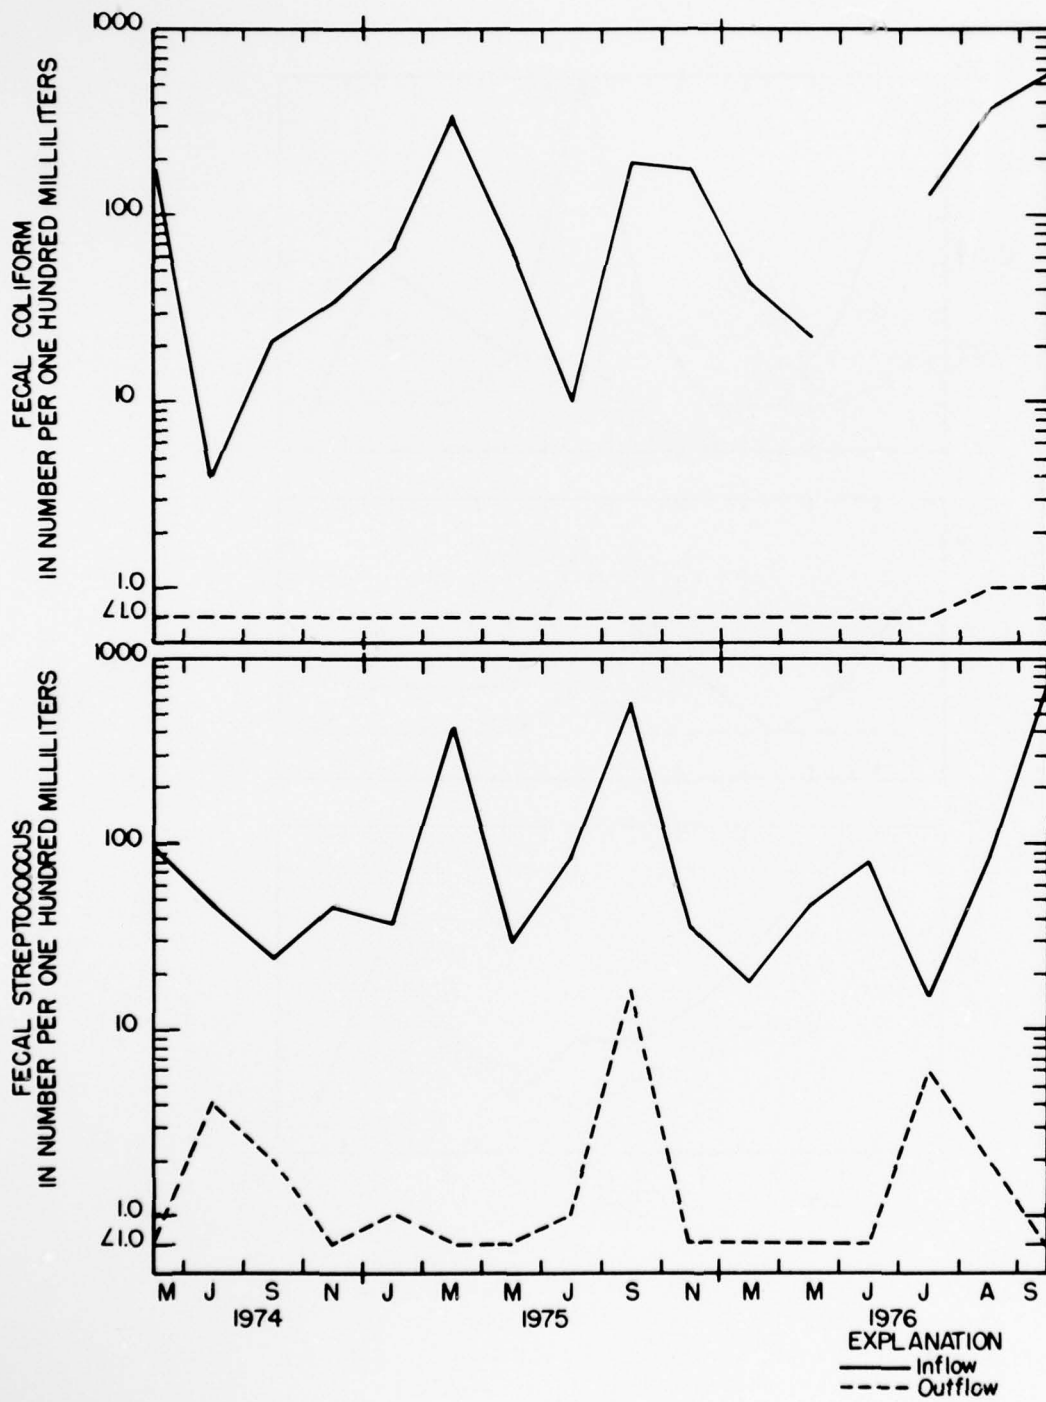 FECAL COLIFORM
IN NUMBER PER ONE HUNDRED MILLILITERS
1000
100
10
1.0
∠1.0
FECAL STREPTOCOCCUS
IN NUMBER PER ONE HUNDRED MILLILITERS
1000
100
10
1.0
∠1.0
M J S N J M M J S N M M J J A S
1974 1975 1976
EXPLANATION
Inflow
Outflow